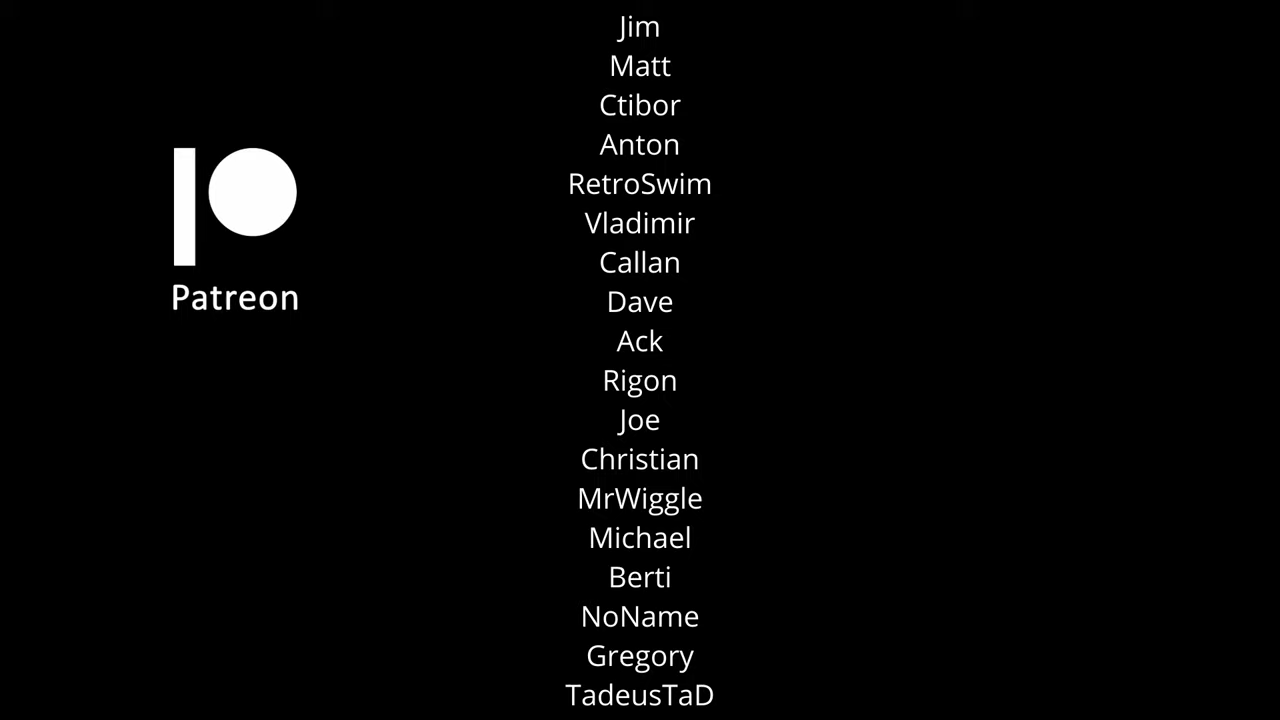 Patreon
Jim
Matt
Ctibor
Anton
RetroSwim
Vladimir
Callan
Dave
Ack
Rigon
Joe
Christian
MrWiggle
Michael
Berti
NoName
Gregory
TadeusTaD